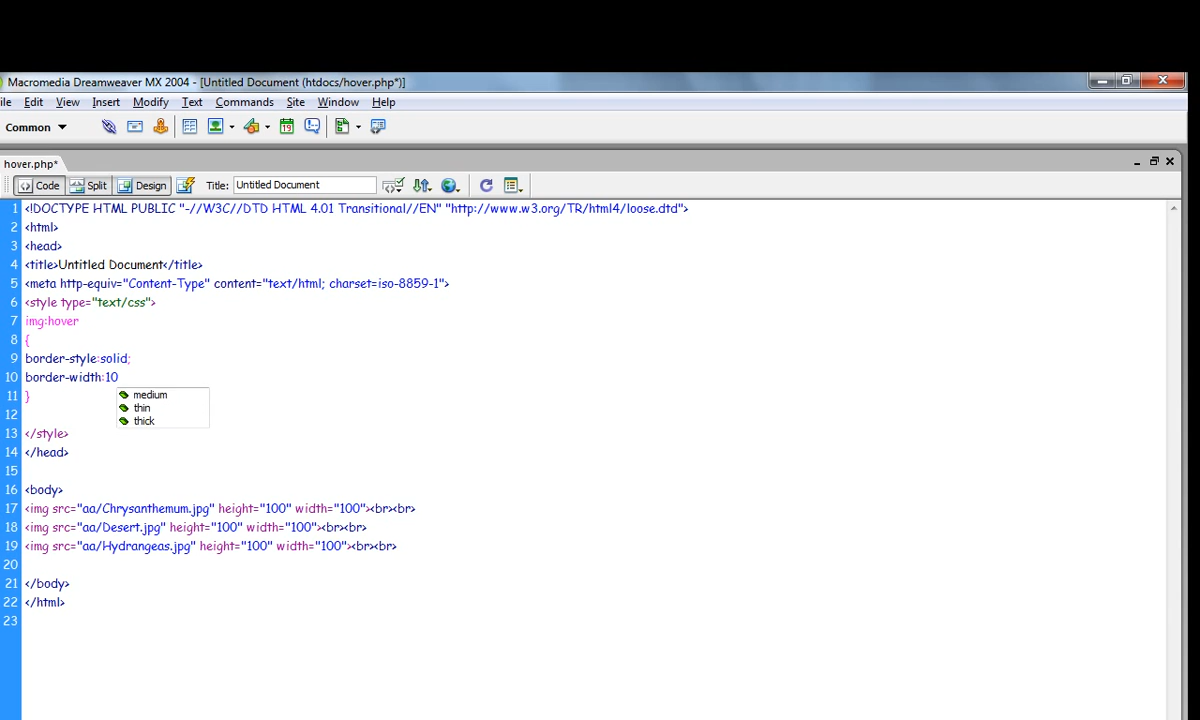 Macromedia Dreamweaver MX 2004 - [Untitled Document (htdocs/hover.php*)]
ile Edit View Insert Modify Text Commands Site Window Help
Common
hover.php*
Code Split Design Title: Untitled Document
1 <!DOCTYPE HTML PUBLIC "-//W3C//DTD HTML 4.01 Transitional//EN" "http://www.w3.org/TR/html4/loose.dtd">
2 <html>
3 <head>
4 <title>Untitled Document</title>
5 <meta http-equiv="Content-Type" content="text/html; charset=iso-8859-1">
6 <style type="text/css">
7 img:hover
8 {
9 border-style:solid;
10 border-width:10
medium
11 }
thin
12
thick
13 </style>
14 </head>
15
16 <body>
17 <img src="aa/Chrysanthemum.jpg" height="100" width="100"><br><br>
18 <img src="aa/Desert.jpg" height="100" width="100"><br><br>
19 <img src="aa/Hydrangeas.jpg" height="100" width="100"><br><br>
20
21 </body>
22 </html>
23